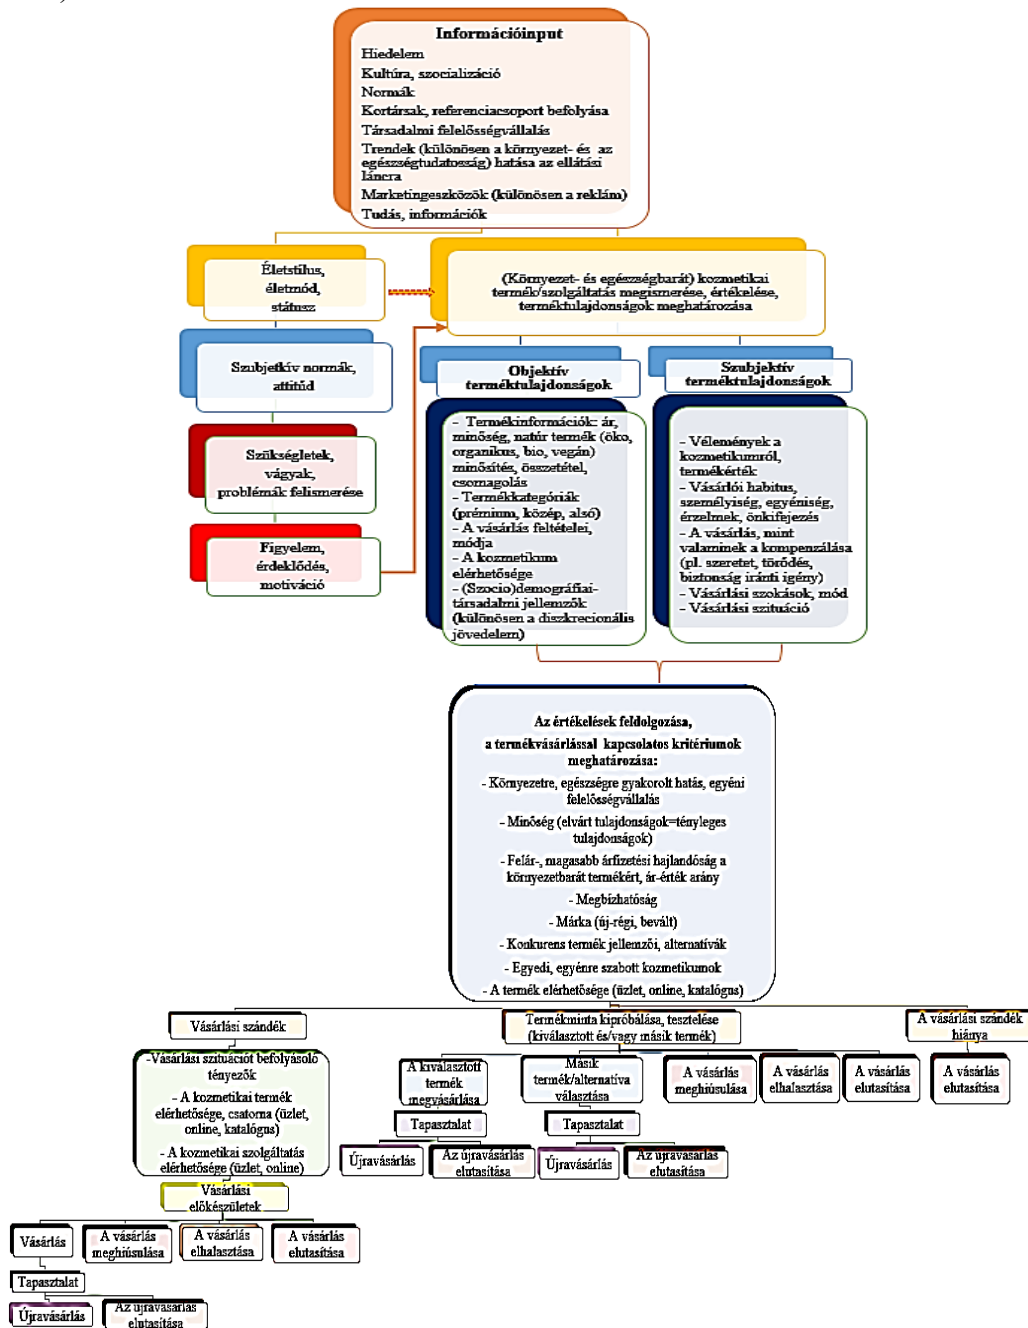 Információinput
Hiedelem
Kultúra, szocializáció
Normák
Kortársak, referenciacsoport befolyása
Társadalmi felelősségvállalás
Trendek (különösen a környezet- és az
egészségtudatosság) hatása az ellátási
láncra
Marketingeszközök (különösen a reklám)
Tudás, információk
Életstílus,
életmód,
státusz
(Környezet- és egészségbarát) kozmetikai
termék/szolgáltatás megismerése, értékelése,
terméktulajdonságok meghatározása
Szubjetkív normák,
attitűd
Szükségletek,
vágyak,
problémák felismerése
Figyelem,
érdeklődés,
motiváció
Objektív
terméktulajdonságok
- Termékinformációk: ár,
minőség, natúr termék (öko,
organikus, bio, vegán)
minősítés, összetétel,
csomagolás
- Termékkategóriák
(prémium, közép, alsó)
- A vásárlás feltételei,
módja
- A kozmetikum
elérhetősége
- (Szocio)demográfiai-
társadalmi jellemzők
(különösen a diszkrecionális
jövedelem)
Szubjektív
terméktulajdonságok
- Vélemények a
kozmetikumról,
termékérték
- Vásárlói habitus,
személyiség, egyéniség,
érzelmek, önkifejezés
- A vásárlás, mint
valaminek a kompenzálása
(pl. szeretet, törődés,
biztonság iránti igény)
- Vásárlási szokások, mód
- Vásárlási szituáció
Az értékelések feldolgozása,
a termékvásárlással kapcsolatos kritériumok
meghatározása:
- Környezetre, egészségre gyakorolt hatás, egyéni
felelősségvállalás
- Minőség (elvárt tulajdonságok=tényleges
tulajdonságok)
- Felár-, magasabb árfizetési hajlandóság a
környezetbarát termékért, ár-érték arány
- Megbízhatóság
- Márka (új-régi, bevált)
- Konkurens termék jellemzői, alternatívák
- Egyedi, egyénre szabott kozmetikumok
- A termék elérhetősége (üzlet, online, katalógus)
Vásárlási szándék
Termékminta kipróbálása, tesztelése
(kiválasztott és/vagy másik termék)
A vásárlási szándék
hiánya
-Vásárlási szituációt befolyásoló
tényezők
- A kozmetikai termék
elérhetősége, csatorna (üzlet,
online, katalógus)
- A kozmetikai szolgáltatás
elérhetősége (üzlet, online)
A kiválasztott
termék
megvásárlása
Másik
termék/alternatíva
választása
A vásárlás
meghiúsulása
A vásárlás
elhalasztása
A vásárlás
elutasítása
A vásárlás
elutasítása
Tapasztalat
Tapasztalat
Újravásárlás
Az újravásárlás
elutasítása
Újravásárlás
Az újravásárlás
elutasítása
Vásárlási
előkészületek
Vásárlás
A vásárlás
meghiúsulása
A vásárlás
elhalasztása
A vásárlás
elutasítása
Tapasztalat
Újravásárlás
Az újravásárlás
elutasítása